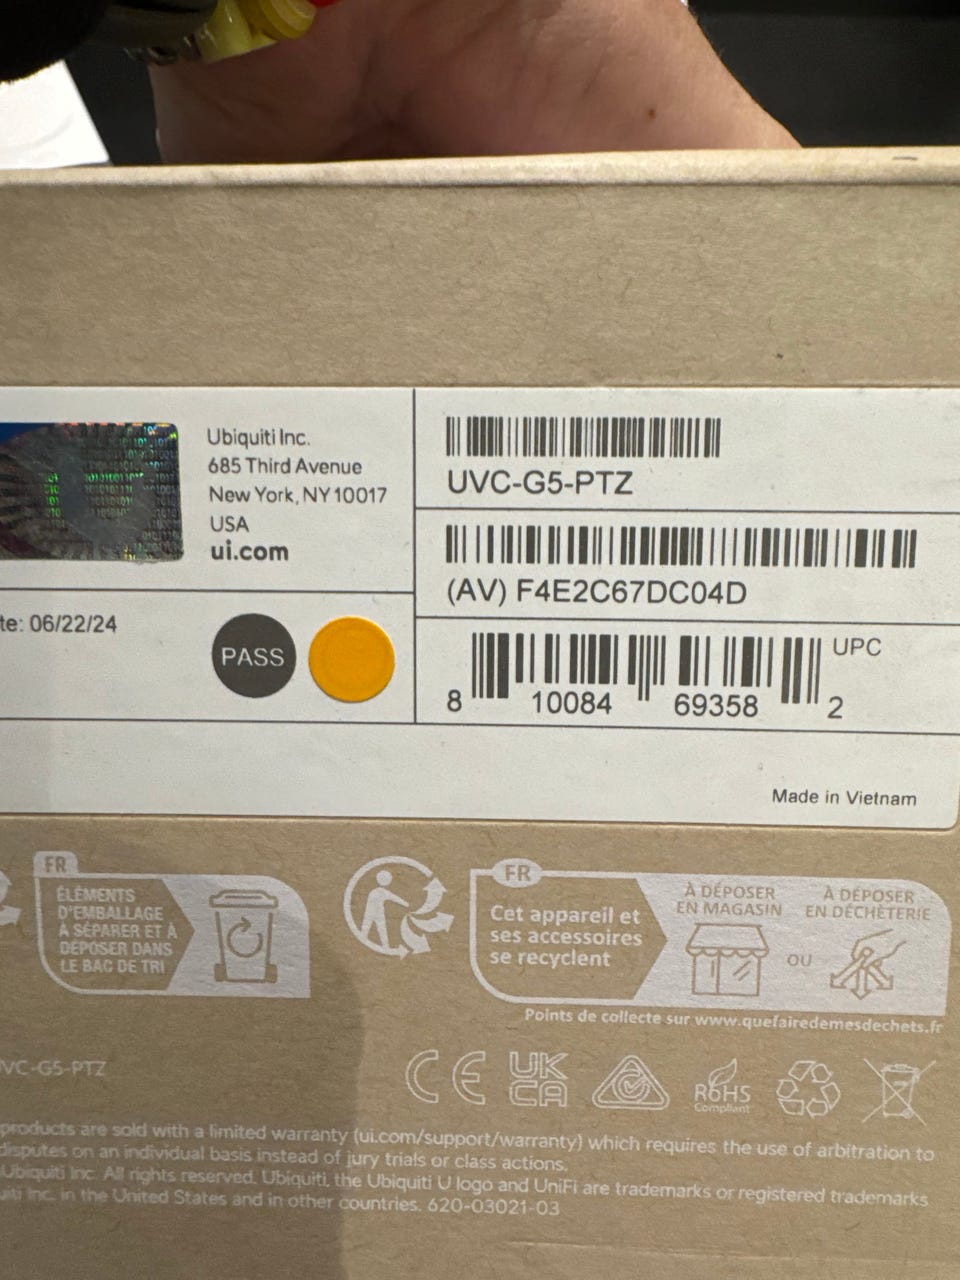 Ubiquiti Inc.
685 Third Avenue
New York, NY 10017
USA
ui.com
te: 06/22/24
PASS
UVC-G5-PTZ
(AV) F4E2C67DC04D
UPC
8 10084 69358 2
Made in Vietnam
FR
ÉLÉMENTS
D'EMBALLAGE
À SÉPARER ET À
DÉPOSER DANS
LE BAC DE TRI
FR
Cet appareil et
ses accessoires
se recyclent
À DÉPOSER
EN MAGASIN
OU
À DÉPOSER
EN DÉCHÈTERIE
Points de collecte sur www.quefairedemesdechets.fr
VC-G5-PTZ
CE
UK
CA
RoHS
Compliant
products are sold with a limited warranty (ui.com/support/warranty) which requires the use of arbitration to
disputes on an individual basis instead of jury trials or class actions.
Ubiquiti Inc. All rights reserved. Ubiquiti, the Ubiquiti U logo and UniFi are trademarks or registered trademarks
uiti Inc. in the United States and in other countries. 620-03021-03